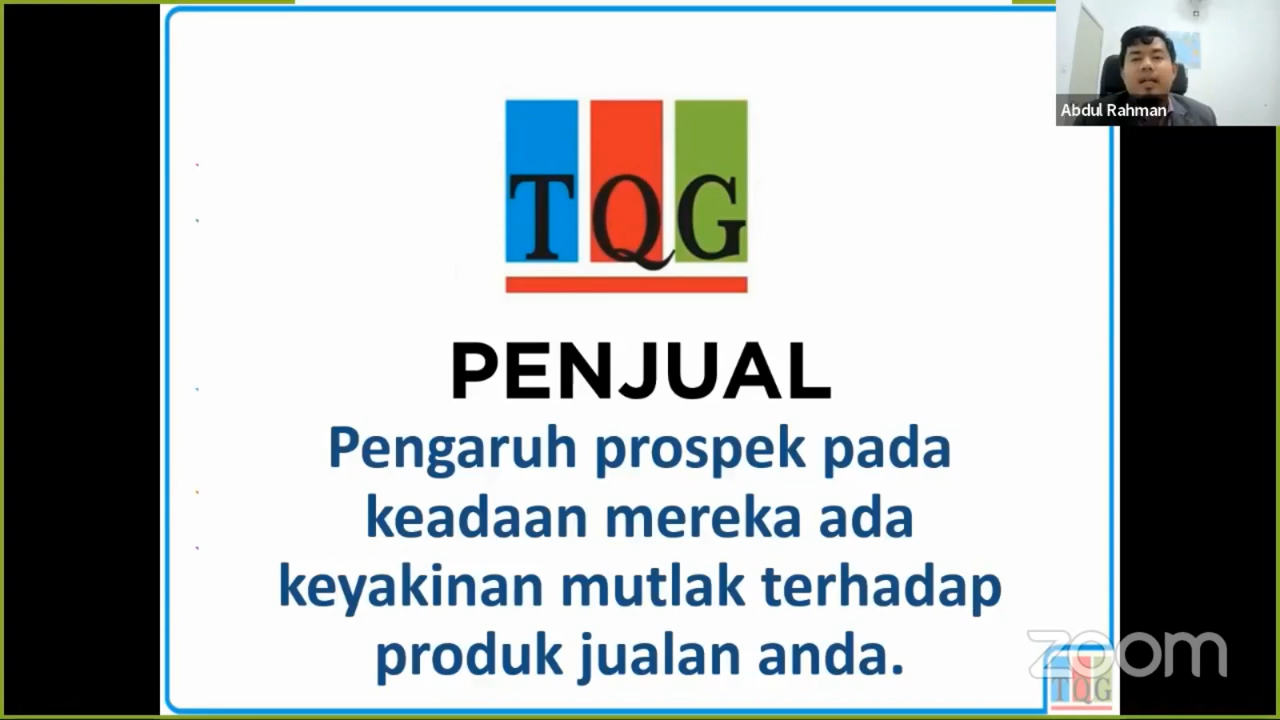 Abdul Rahman
TQG
PENJUAL
Pengaruh prospek pada
keadaan mereka ada
keyakinan mutlak terhadap
produk jualan anda.
zoom
TQG